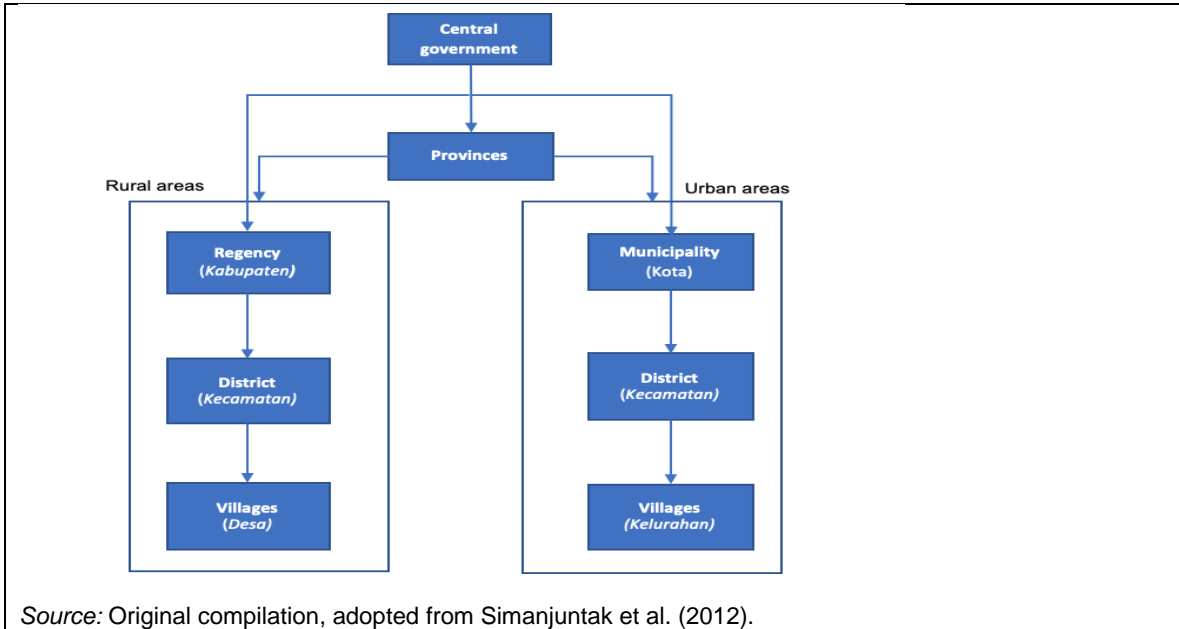 Central
government
Provinces
Rural areas
Urban areas
Regency
(Kabupaten)
Municipality
(Kota)
District
(Kecamatan)
District
(Kecamatan)
Villages
(Desa)
Villages
(Kelurahan)
Source: Original compilation, adopted from Simanjuntak et al. (2012).